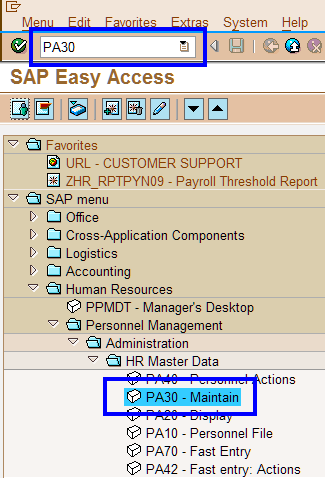 Menu Edit Favorites Extras System
PA30
SAP Easy Access
Favorites
URL - CUSTOMER SUPPORT
ZHR_RPTPYN09 - Payroll Threshold Report
SAP menu
Office
Cross-Application Components
Logistics
Accounting
Human Resources
PPMDT - Manager's Desktop
Personnel Management
Administration
HR Master Data
PA40 - Personnel Actions
PA30 - Maintain
PA20 - Display
PA10 - Personnel File
PA70 - Fast Entry
PA42 - Fast entry: Actions